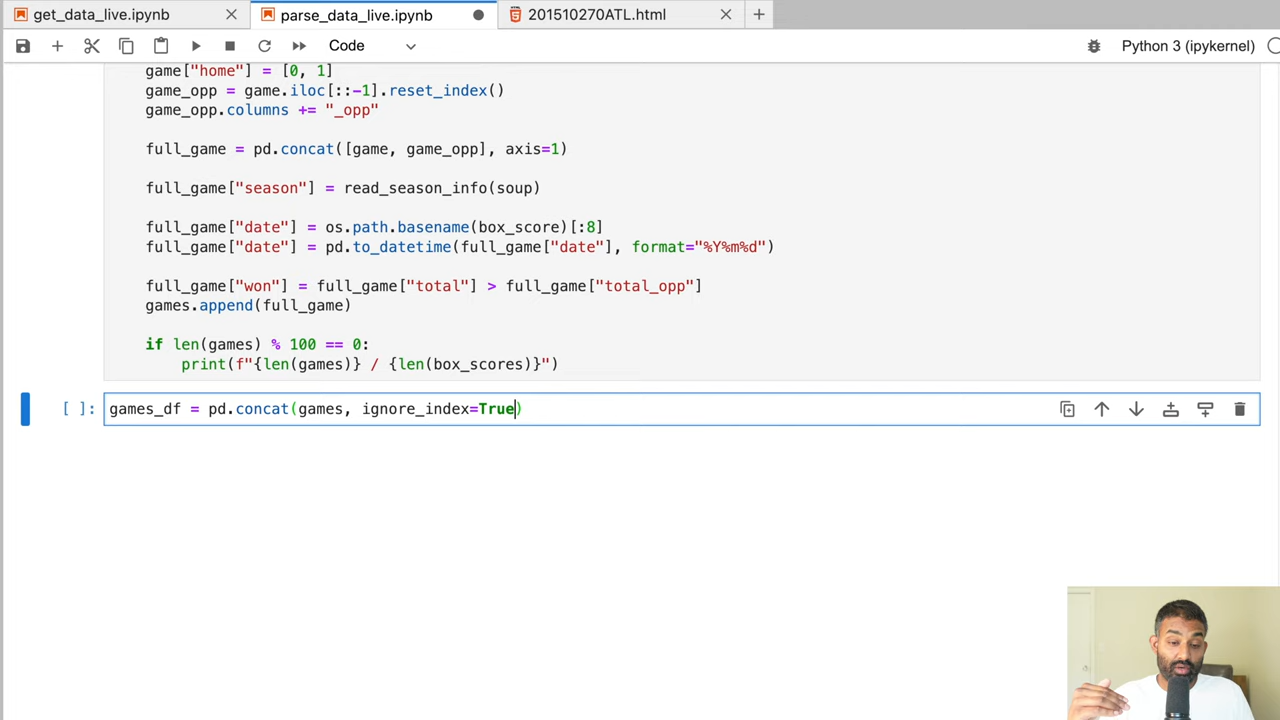 get_data_live.ipynb
parse_data_live.ipynb
201510270ATL.html
Code
Python 3 (ipykernel)
game["home"] = [0, 1]
game_opp = game.iloc[::-1].reset_index()
game_opp.columns += "_opp"
full_game = pd.concat([game, game_opp], axis=1)
full_game["season"] = read_season_info(soup)
full_game["date"] = os.path.basename(box_score)[:8]
full_game["date"] = pd.to_datetime(full_game["date"], format="%Y%m%d")
full_game["won"] = full_game["total"] > full_game["total_opp"]
games.append(full_game)
if len(games) % 100 == 0:
print(f"{len(games)} / {len(box_scores)}")
[ ]: games_df = pd.concat(games, ignore_index=True)